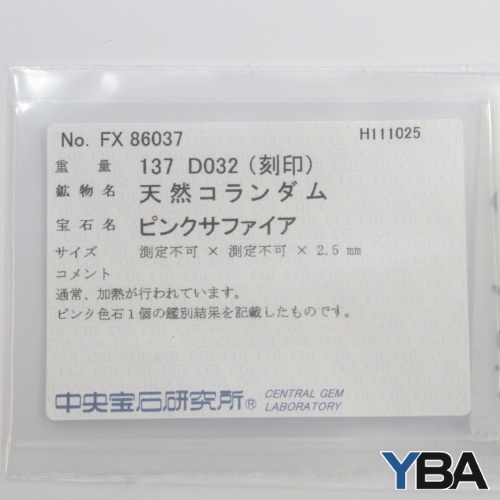 No. FX 86037 H111025
重量 137 D032 (刻印)
鉱物名 天然コランダム
宝石名 ピンクサファイア
サイズ 測定不可 × 測定不可 × 2.5 mm
コメント
通常、加熱が行われています。
ピンク色石1個の鑑別結果を記載したものです。
中央宝石研究所® CENTRAL GEM
LABORATORY
YBA